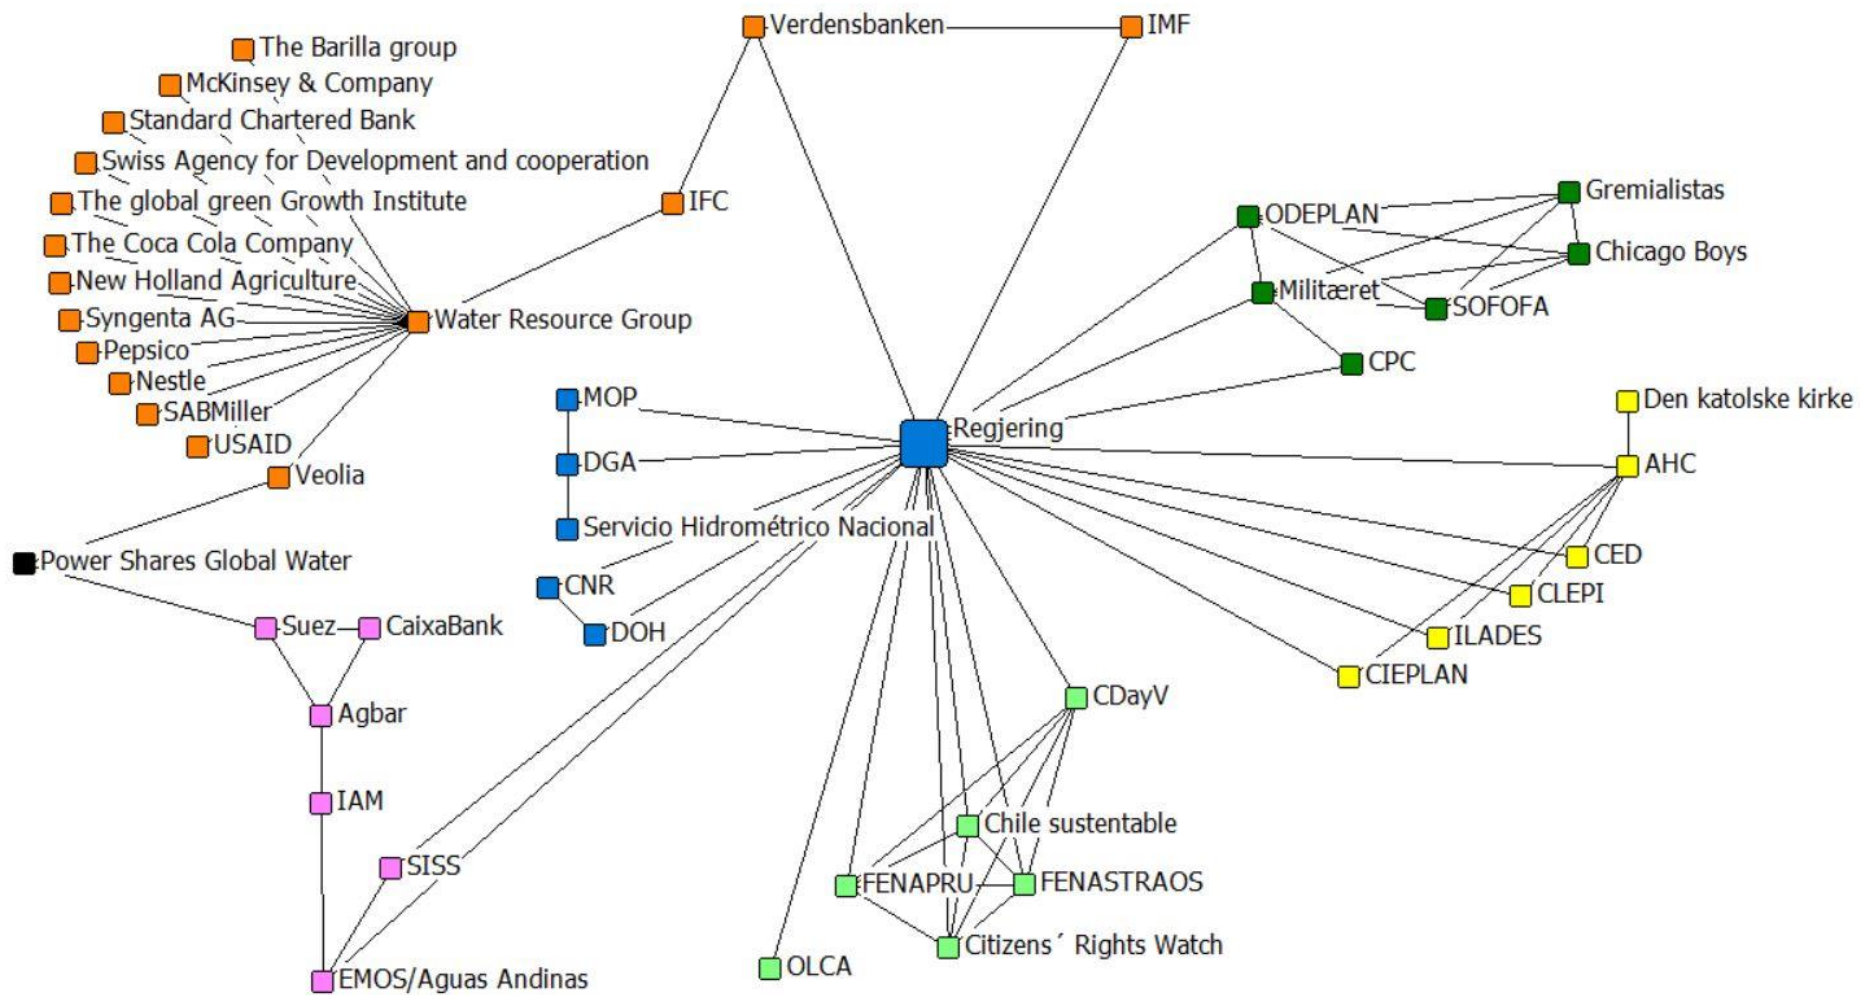 Verdensbanken
IMF
The Barilla group
McKinsey & Company
Standard Chartered Bank
Swiss Agency for Development and cooperation
The global green Growth Institute
IFC
The Coca Cola Company
New Holland Agriculture
Syngenta AG
Water Resource Group
Pepsico
Nestle
SABMiller
USAID
Veolia
Gremialistas
ODEPLAN
Chicago Boys
Militæret
SOFOFA
CPC
MOP
Regjering
DGA
Servicio Hidrométrico Nacional
CNR
DOH
Den katolske kirke
AHC
CED
CLEPI
ILADES
CIEPLAN
Power Shares Global Water
Suez
CaixaBank
Agbar
IAM
SISS
EMOS/Aguas Andinas
CDayV
Chile sustentable
FENAPRU
FENASTRAOS
Citizens´ Rights Watch
OLCA